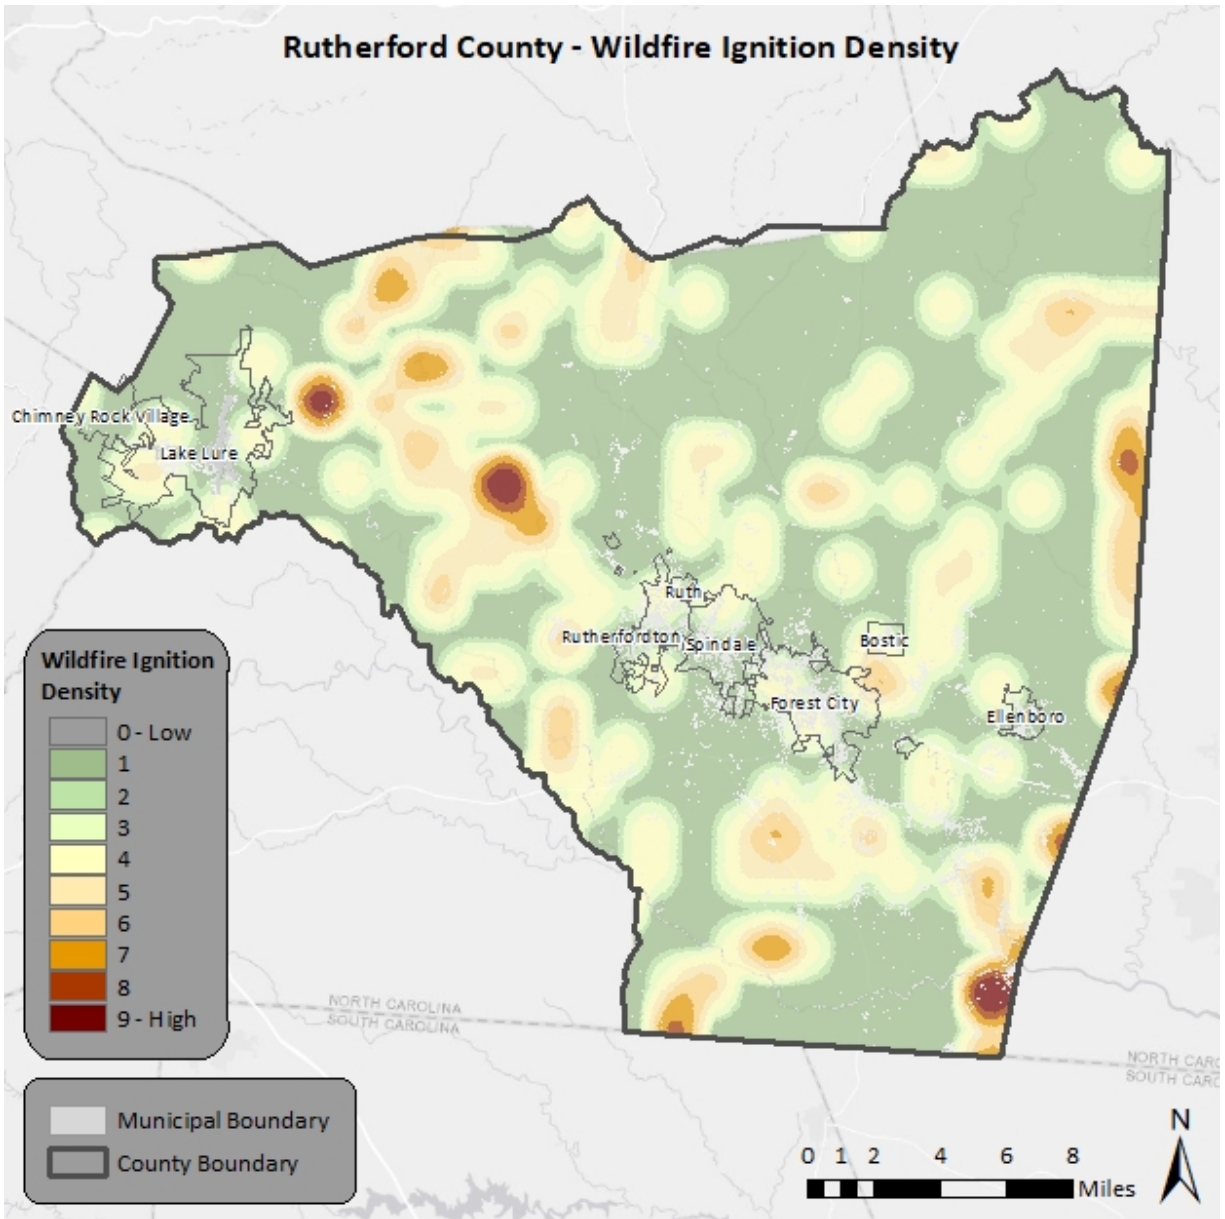 Rutherford County - Wildfire Ignition Density
Chimney Rock Village
Lake Lure
Ruth
Rutherfordton
Spindale
Bostic
Forest City
Ellenboro
Wildfire Ignition
Density
0 - Low
1
2
3
4
5
6
7
8
9 - High
NORTH CAROLINA
SOUTH CAROLINA
NORTH CARO
SOUTH CARO
Municipal Boundary
County Boundary
N
0 1 2 4 6 8
Miles